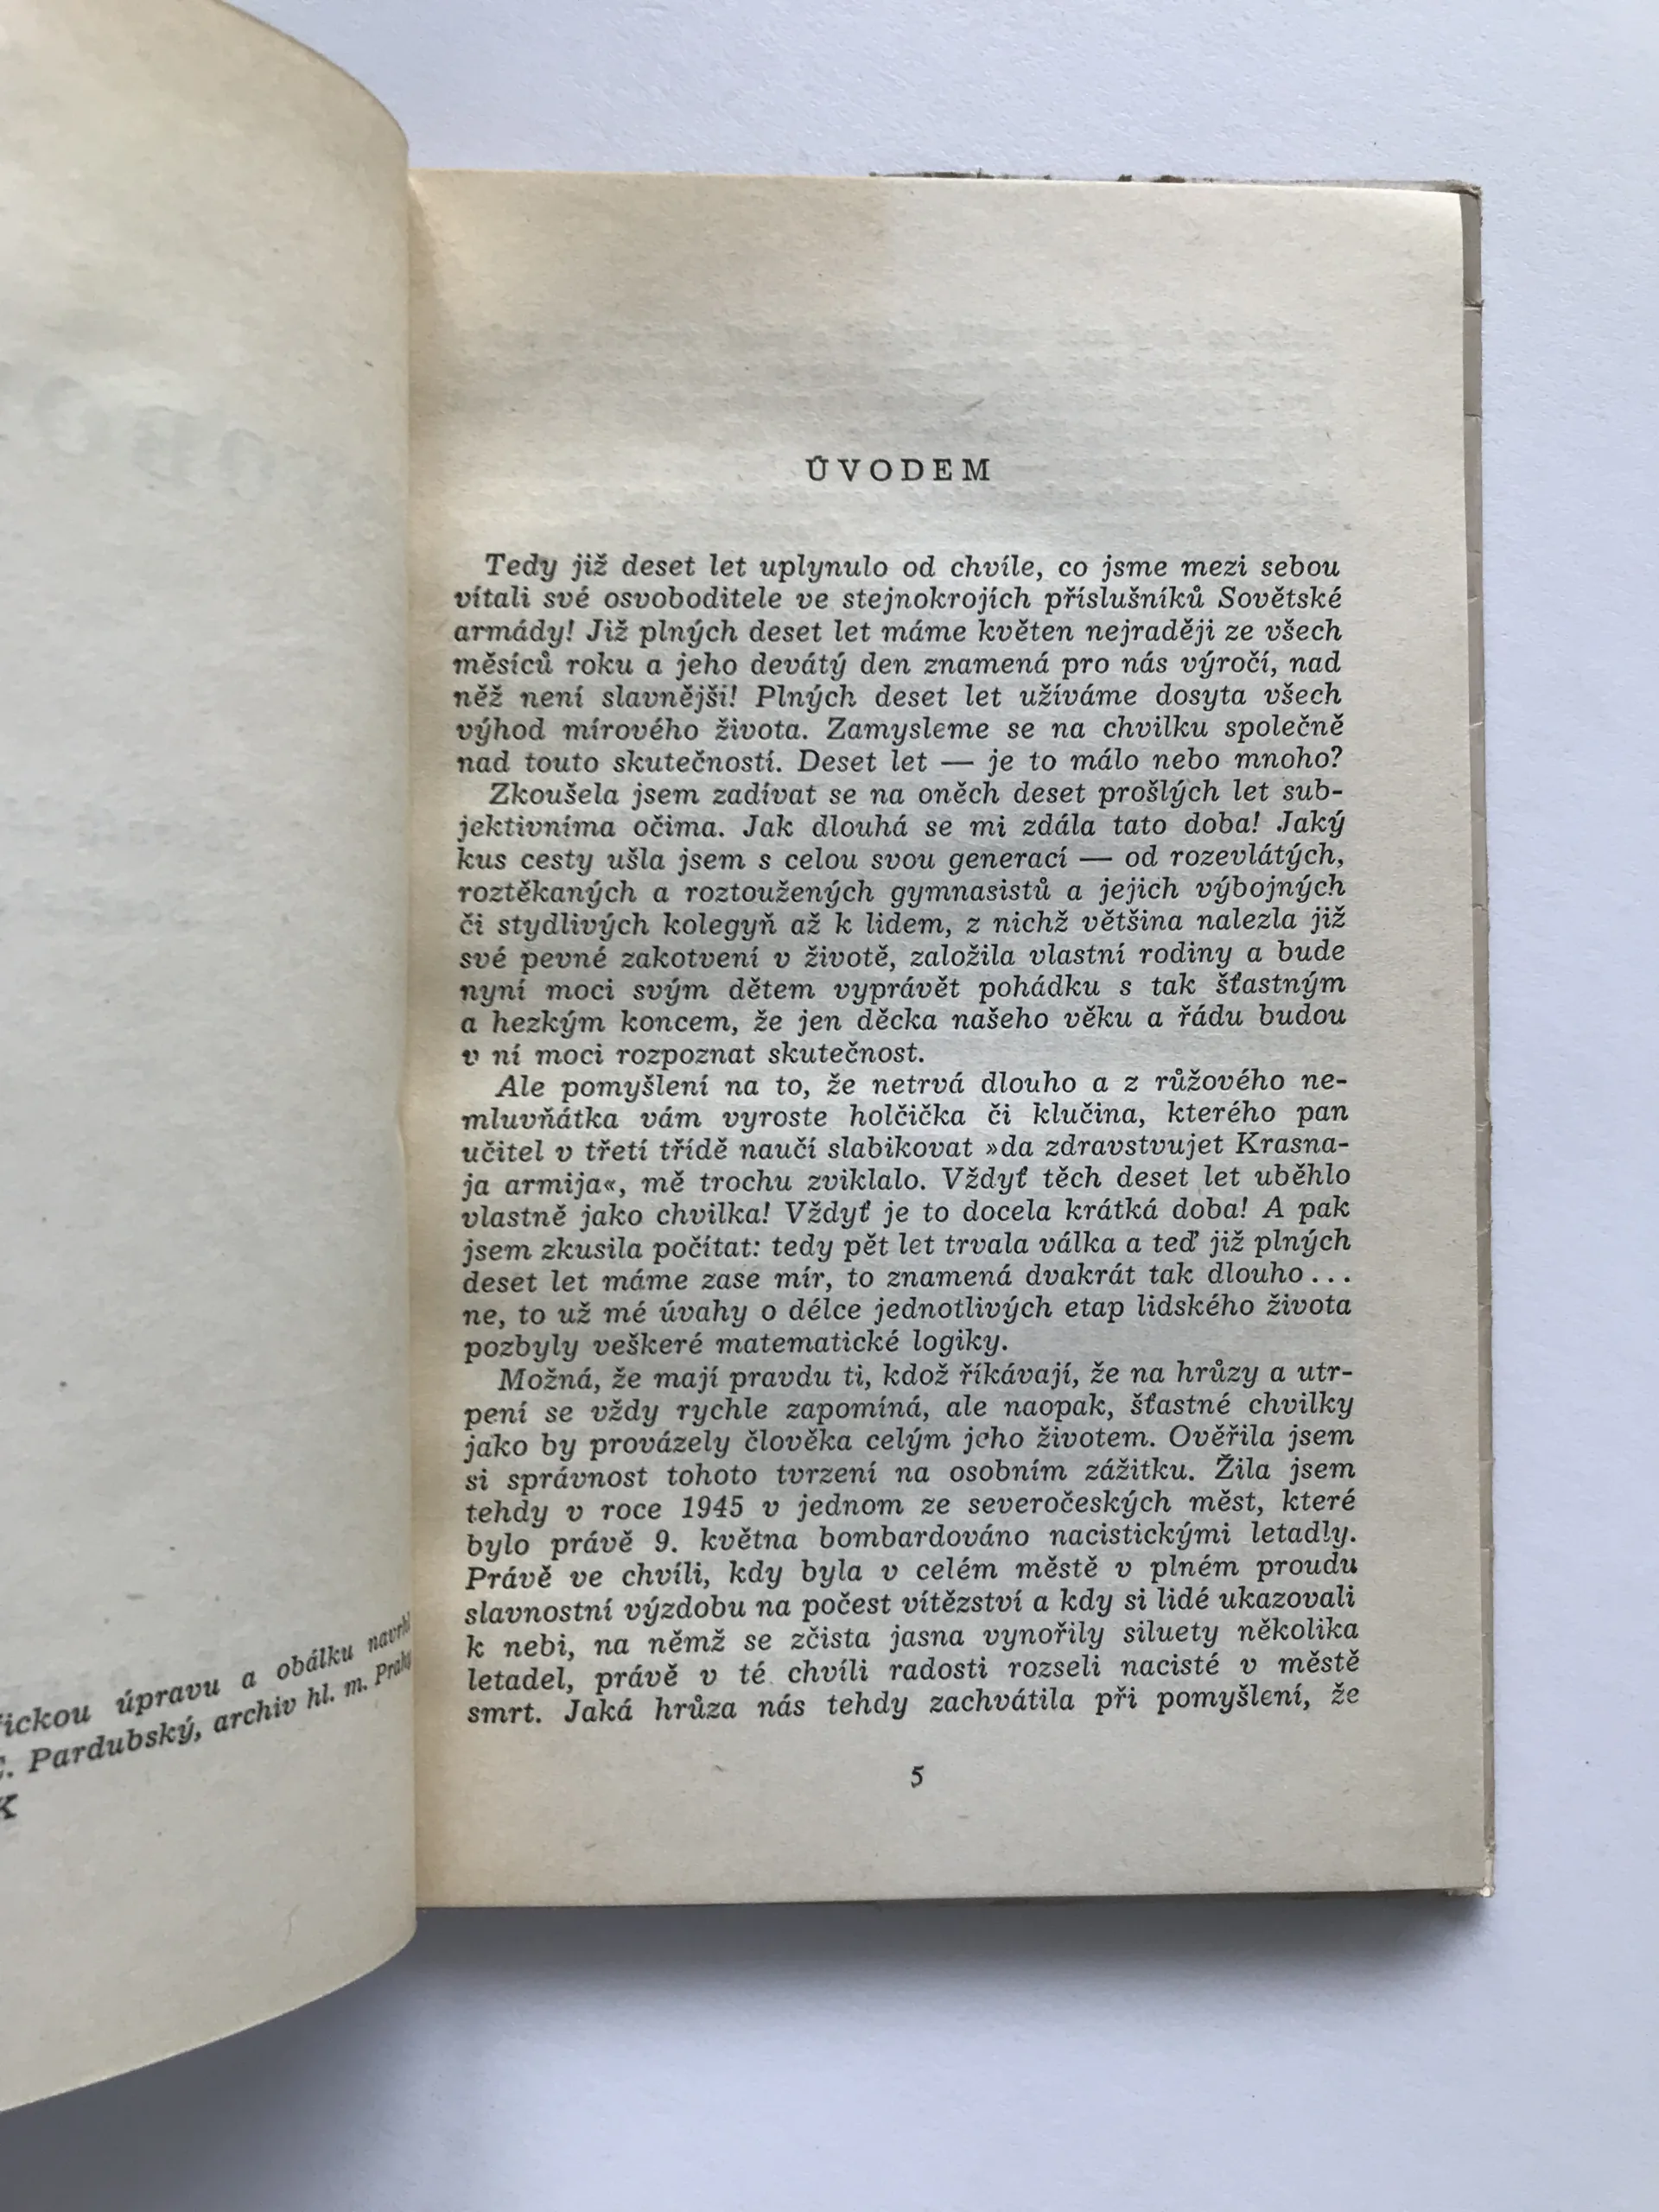 ickou úpravu a obálku navrhl
C. Pardubský, archiv hl. m. Prahy
K
ÚVODEM
Tedy již deset let uplynulo od chvíle, co jsme mezi sebou
vítali své osvoboditele ve stejnokrojích příslušníků Sovětské
armády! Již plných deset let máme květen nejraději ze všech
měsíců roku a jeho devátý den znamená pro nás výročí, nad
něž není slavnější! Plných deset let užíváme dosyta všech
výhod mírového života. Zamysleme se na chvilku společně
nad touto skutečností. Deset let — je to málo nebo mnoho?
Zkoušela jsem zadívat se na oněch deset prošlých let sub-
jektivníma očima. Jak dlouhá se mi zdála tato doba! Jaký
kus cesty ušla jsem s celou svou generací — od rozevlátých,
roztěkaných a roztoužených gymnasistů a jejich výbojných
či stydlivých kolegyň až k lidem, z nichž většina nalezla již
své pevné zakotvení v životě, založila vlastní rodiny a bude
nyní moci svým dětem vyprávět pohádku s tak šťastným
a hezkým koncem, že jen děcka našeho věku a řádu budou
v ní moci rozpoznat skutečnost.
Ale pomyšlení na to, že netrvá dlouho a z růžového ne-
mluvňátka vám vyroste holčička či klučina, kterého pan
učitel v třetí třídě naučí slabikovat »da zdravstvujet Krasna-
ja armija«, mě trochu zviklalo. Vždyť těch deset let uběhlo
vlastně jako chvilka! Vždyť je to docela krátká doba! A pak
jsem zkusila počítat: tedy pět let trvala válka a teď již plných
deset let máme zase mír, to znamená dvakrát tak dlouho...
ne, to už mé úvahy o délce jednotlivých etap lidského života
pozbyly veškeré matematické logiky.
Možná, že mají pravdu ti, kdož říkávají, že na hrůzy a utr-
pení se vždy rychle zapomíná, ale naopak, šťastné chvilky
jako by provázely člověka celým jeho životem. Ověřila jsem
si správnost tohoto tvrzení na osobním zážitku. Žila jsem
tehdy v roce 1945 v jednom ze severočeských měst, které
bylo právě 9. května bombardováno nacistickými letadly.
Právě ve chvíli, kdy byla v celém městě v plném proudu
slavnostní výzdobu na počest vítězství a kdy si lidé ukazovali
k nebi, na němž se zčista jasna vynořily siluety několika
letadel, právě v té chvíli radosti rozseli nacisté v městě
smrt. Jaká hrůza nás tehdy zachvátila při pomyšlení, že
5